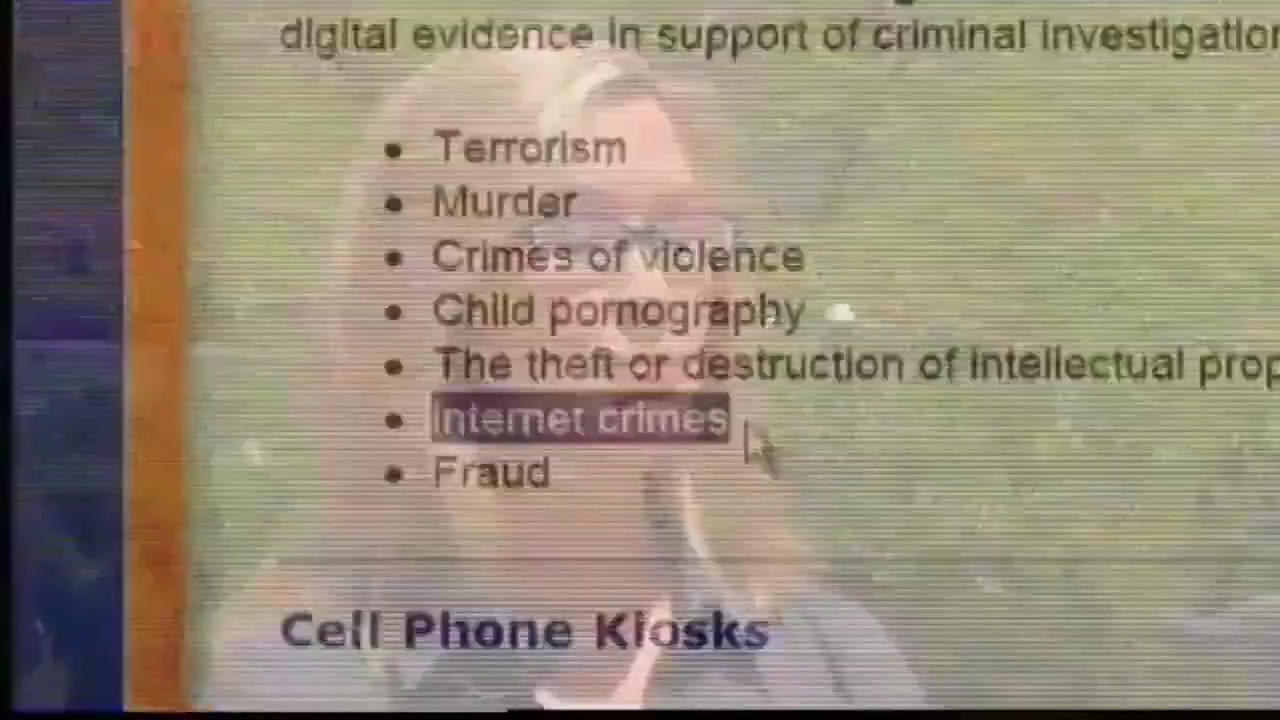 digital evidence in support of criminal investigation
• Terrorism
• Murder
• Crimes of violence
• Child pornography
• The theft or destruction of intellectual prop
• Internet crimes
• Fraud
Cell Phone Kiosks